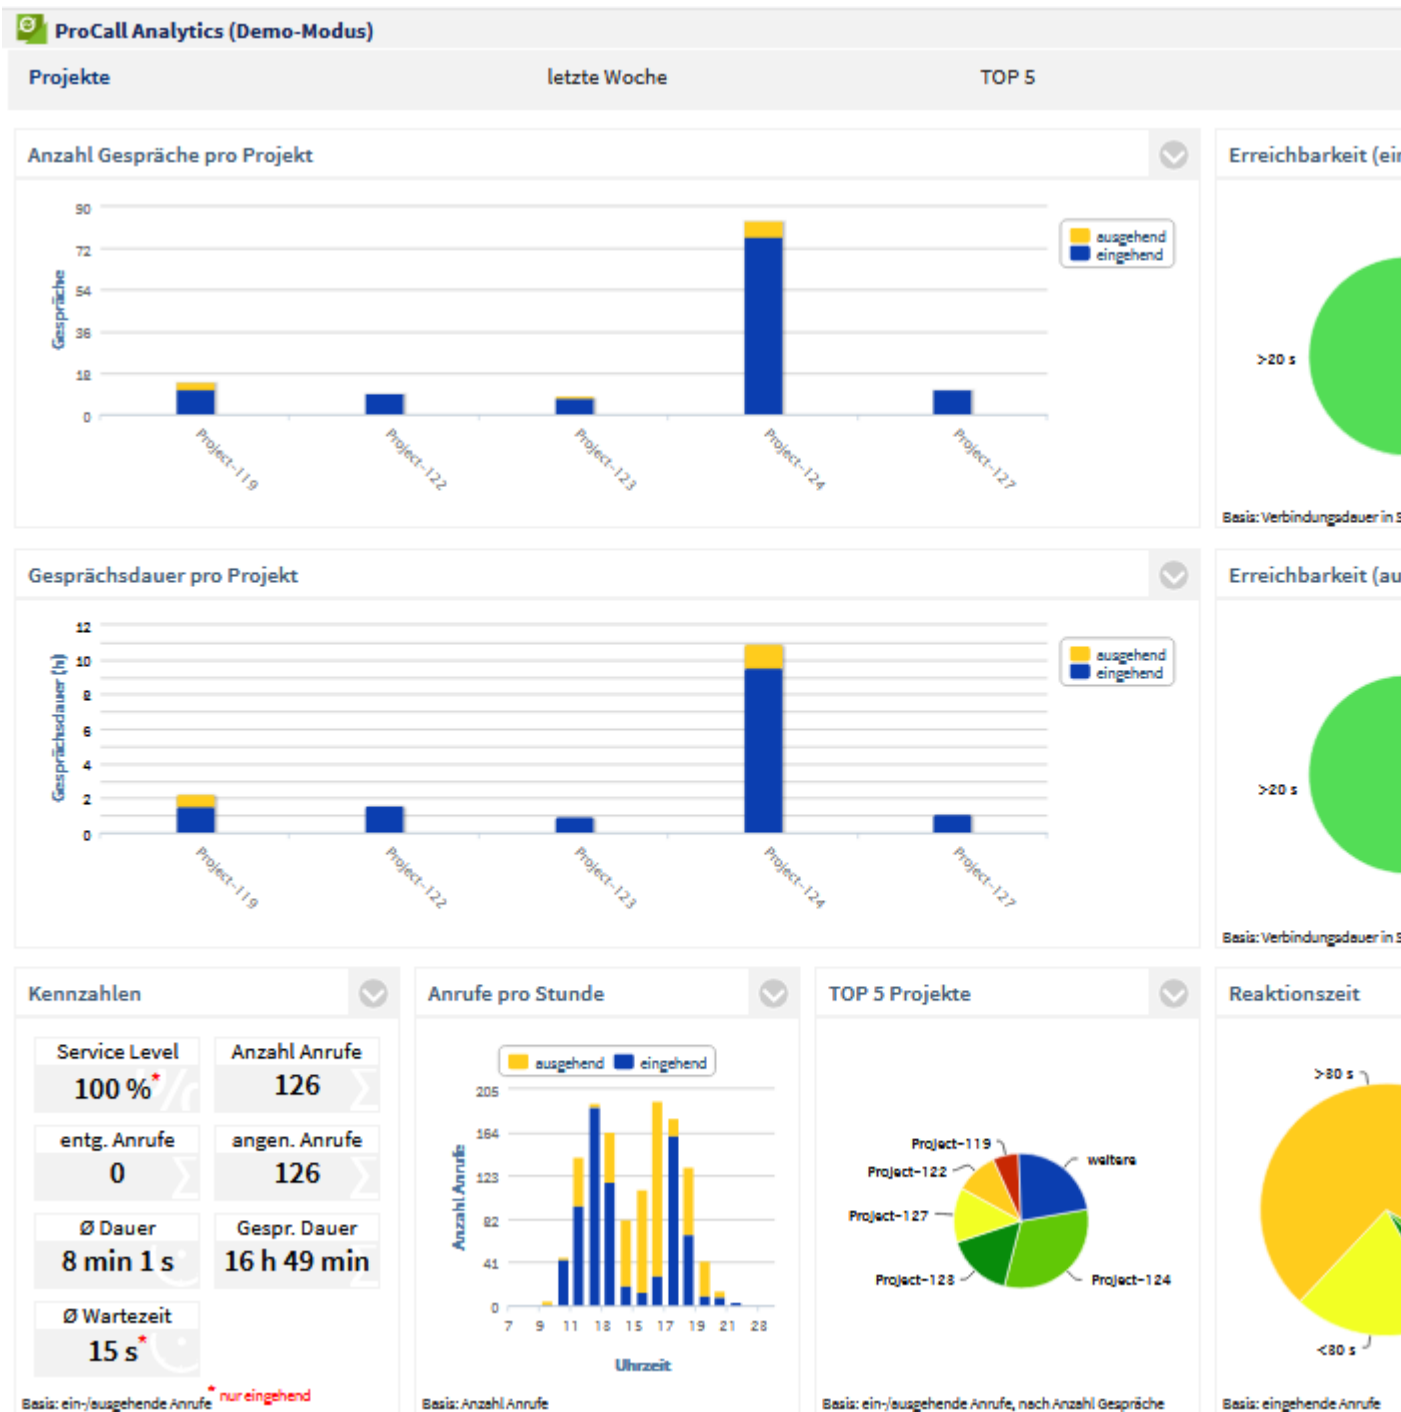 ProCall Analytics (Demo-Modus)
Projekte letzte Woche TOP 5
Anzahl Gespräche pro Projekt
Gespräche
90
72
54
36
18
0
Project-119
Project-122
Project-123
Project-124
Project-127
ausgehend
eingehend
Erreichbarkeit (ein
>20 s
Basis: Verbindungsdauer in S
Gesprächsdauer pro Projekt
Gesprächsdauer (h)
12
10
8
6
4
2
0
Project-119
Project-122
Project-123
Project-124
Project-127
ausgehend
eingehend
Erreichbarkeit (au
>20 s
Basis: Verbindungsdauer in S
Kennzahlen
Service Level
100 %*
Anzahl Anrufe
126
entg. Anrufe
0
angen. Anrufe
126
Ø Dauer
8 min 1 s
Gespr. Dauer
16 h 49 min
Ø Wartezeit
15 s*
Basis: ein-/ausgehende Anrufe * nur eingehend
Anrufe pro Stunde
ausgehend eingehend
Anzahl Anrufe
205
164
123
82
41
0
7 9 11 13 15 17 19 21 23
Uhrzeit
Basis: Anzahl Anrufe
TOP 5 Projekte
Project-119
Project-122
Project-127
Project-123
weitere
Project-124
Basis: ein-/ausgehende Anrufe, nach Anzahl Gespräche
Reaktionszeit
>30 s
<30 s
Basis: eingehende Anrufe